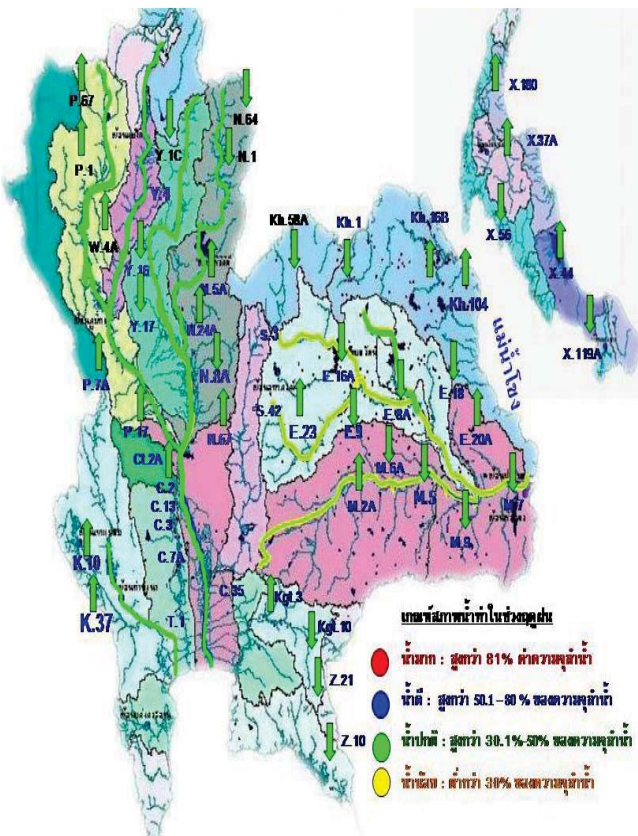 P.67
P.1
W.4A
P.7A
P.17
Y.1C
Y.16
Y.17
N.64
N.1
N.24A
N.8A
N.67
CL2A
C.2
C.13
C.3
C.7A
C.35
T.1
K.10
K.37
Kh.58A
Kh.1
Kh.16B
Kh.104
แม่น้ำโขง
S.3
S.42
E.16A
E.23
E.9
E.8A
E.18
E.20A
M.6A
M.2A
M.5
M.9
M.7
Kgt.3
Kgt.10
Z.21
Z.10
X.180
X.37A
X.56
X.44
X.119A
เกณฑ์สภาพน้ำท่าในช่วงฤดูฝน
น้ำมาก : สูงกว่า 81% ค่าความจุลำน้ำ
น้ำดี : สูงกว่า 50.1-80 % ของความจุลำน้ำ
น้ำปกติ : สูงกว่า 30.1%-50% ของความจุลำน้ำ
น้ำน้อย : ต่ำกว่า 30% ของความจุลำน้ำ